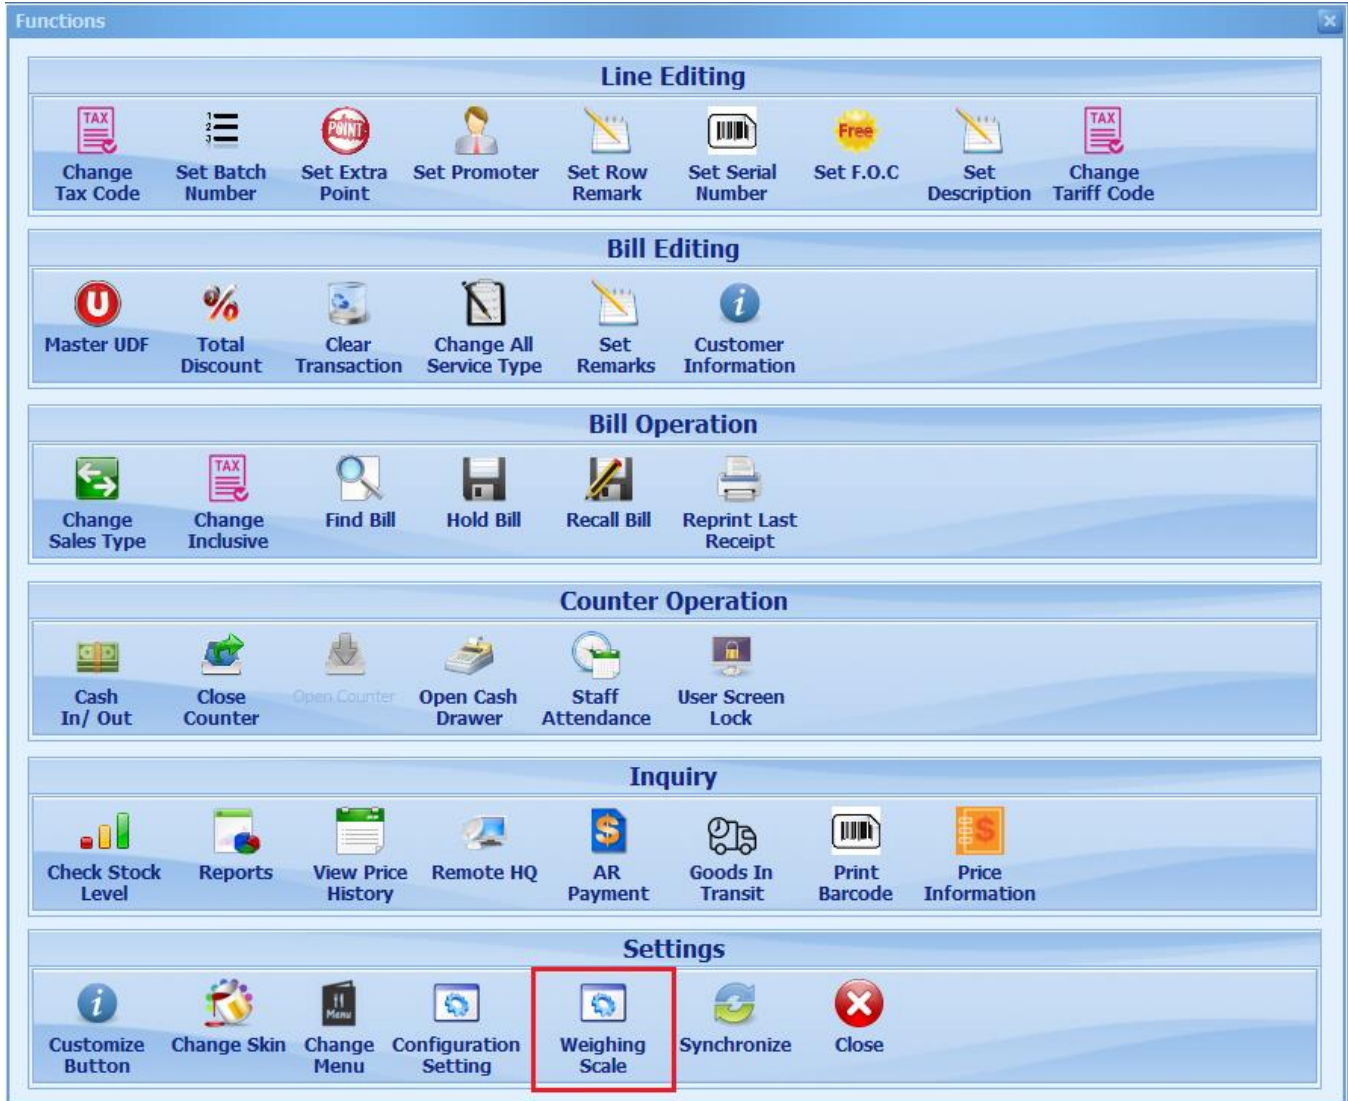 Functions
Line Editing
TAX POINT Free TAX
1 2 3
Change Set Batch Set Extra Set Promoter Set Row Set Serial Set F.O.C Set Change
Tax Code Number Point Remark Number Description Tariff Code
Bill Editing
U % i
Master UDF Total Clear Change All Set Customer
Discount Transaction Service Type Remarks Information
Bill Operation
TAX
Change Change Find Bill Hold Bill Recall Bill Reprint Last
Sales Type Inclusive Receipt
Counter Operation
Cash Close Open Counter Open Cash Staff User Screen
In/ Out Counter Drawer Attendance Lock
Inquiry
$ $
Check Stock Reports View Price Remote HQ AR Goods In Print Price
Level History Payment Transit Barcode Information
Settings
i Menu
Customize Change Skin Change Configuration Weighing Synchronize Close
Button Menu Setting Scale